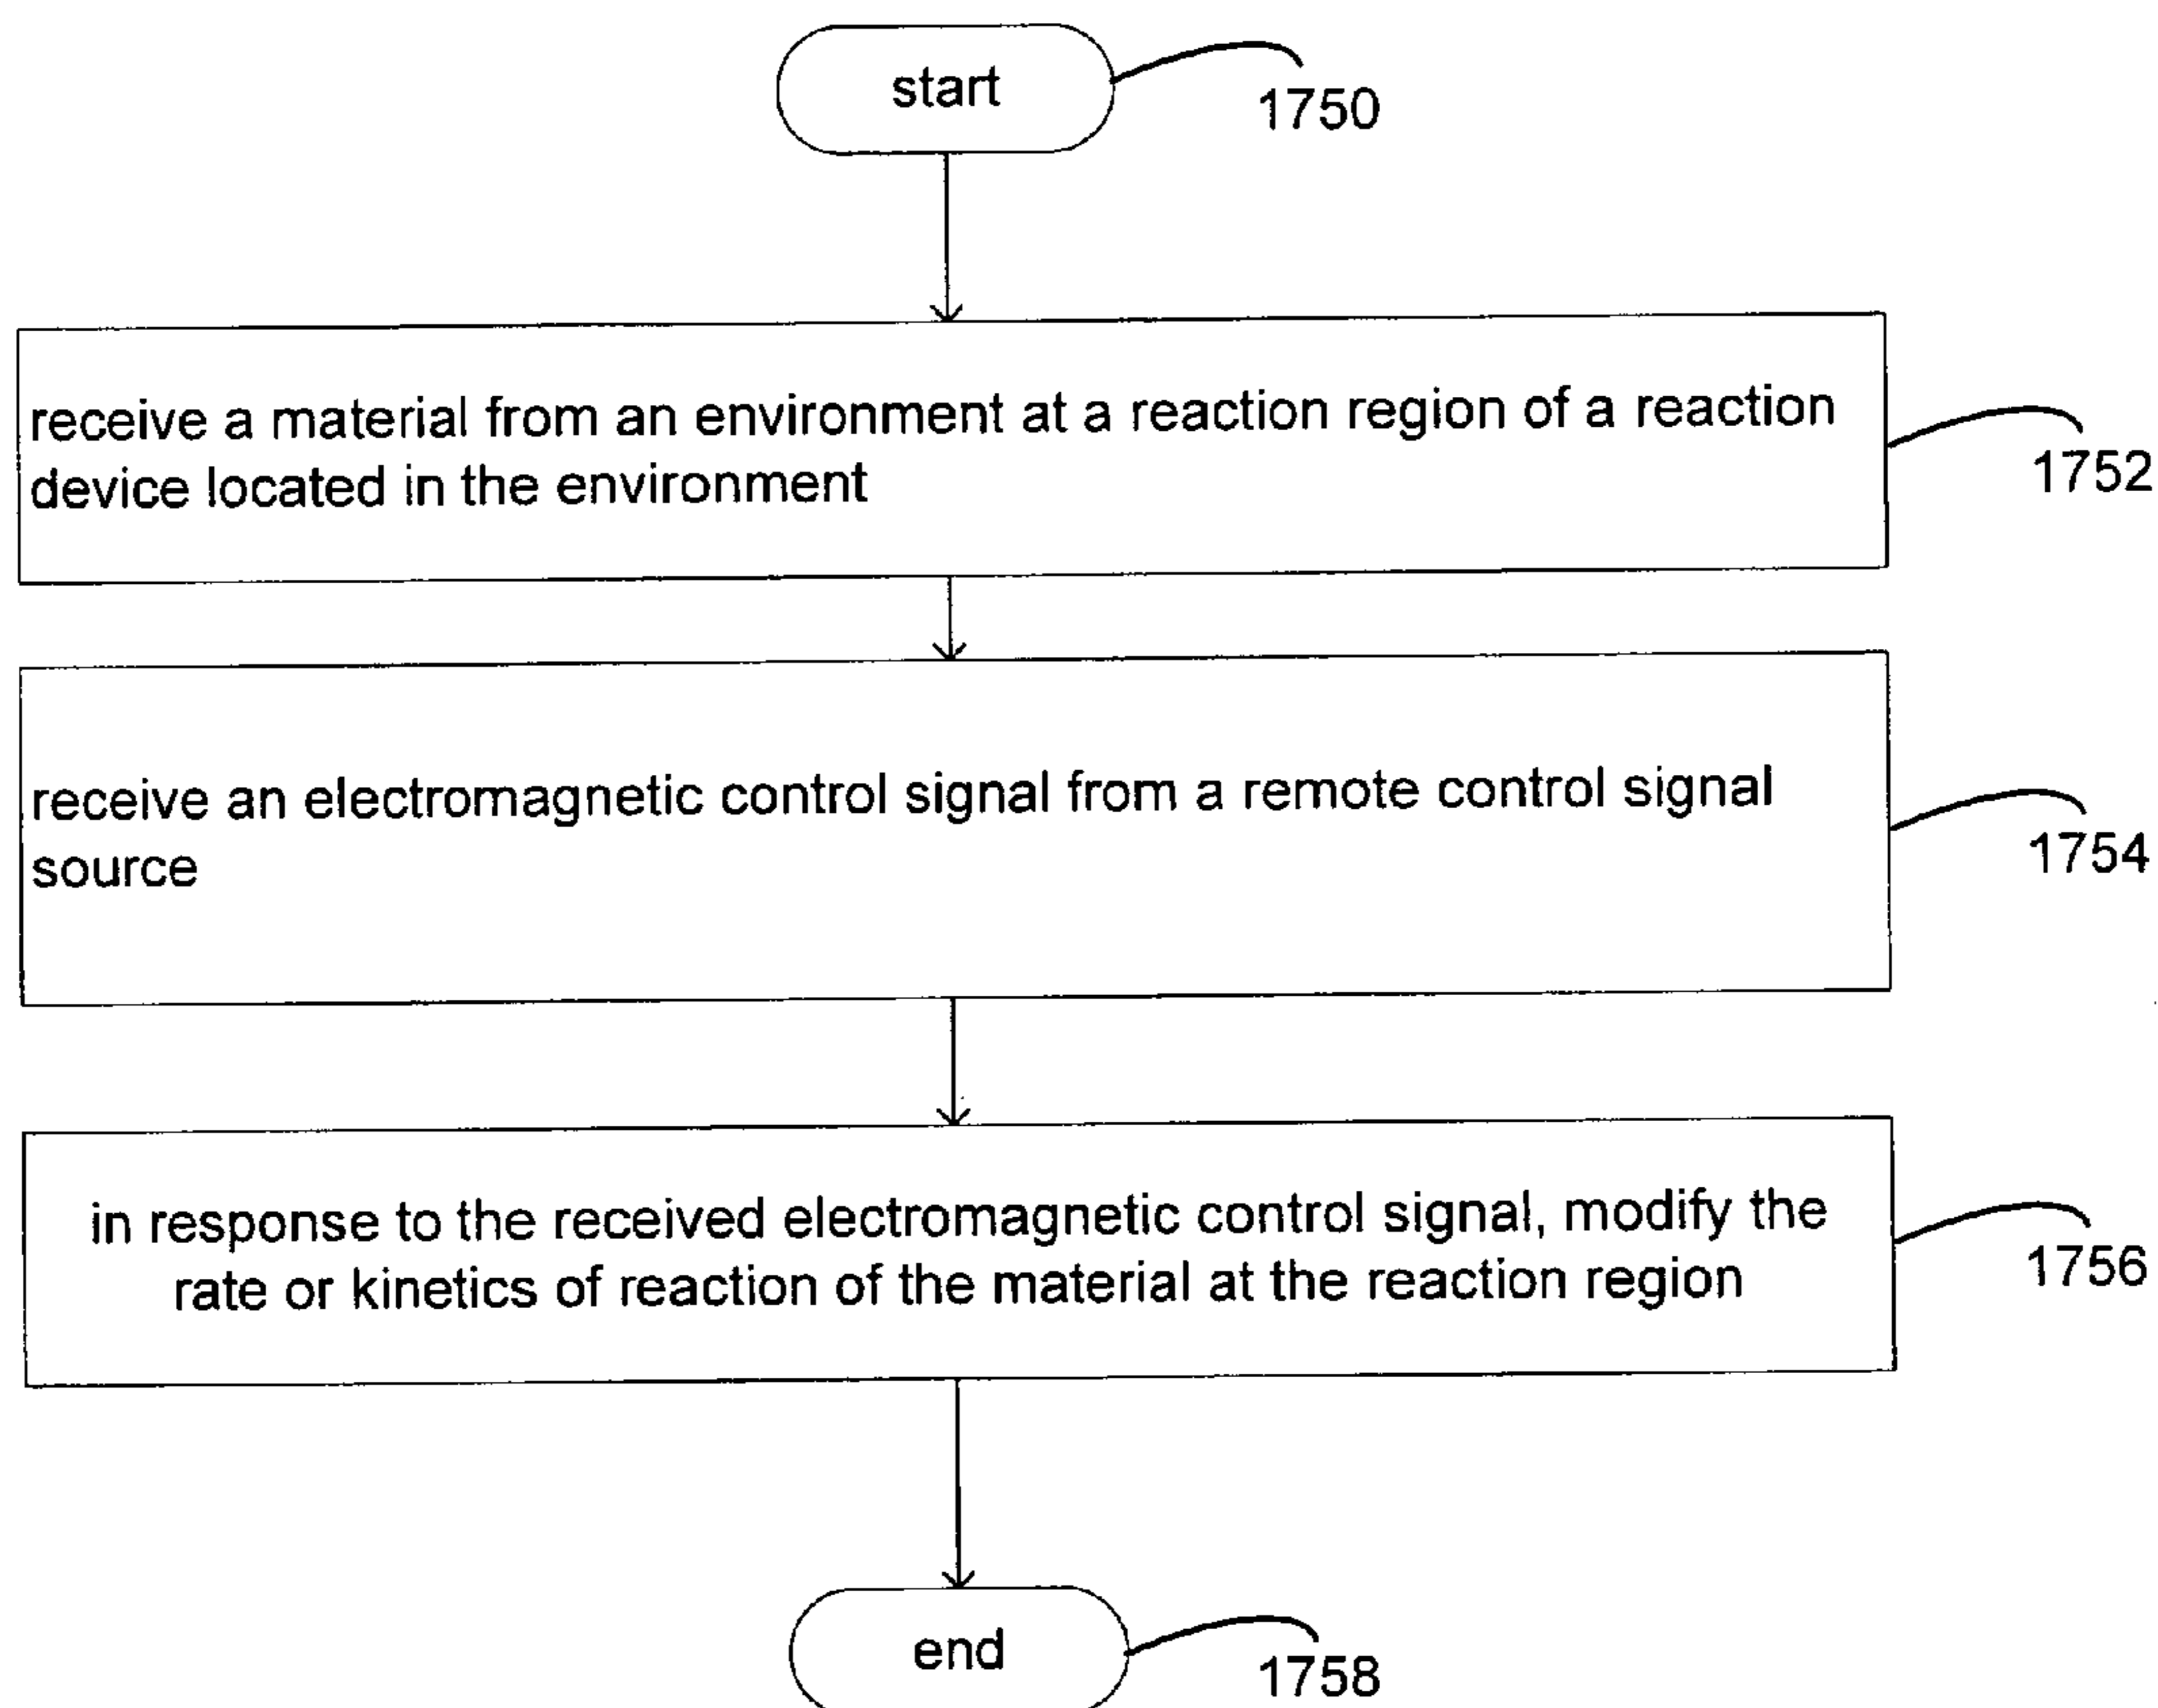 start
1750
receive a material from an environment at a reaction region of a reaction
device located in the environment
1752
receive an electromagnetic control signal from a remote control signal
source
1754
in response to the received electromagnetic control signal, modify the
rate or kinetics of reaction of the material at the reaction region
1756
end
1758